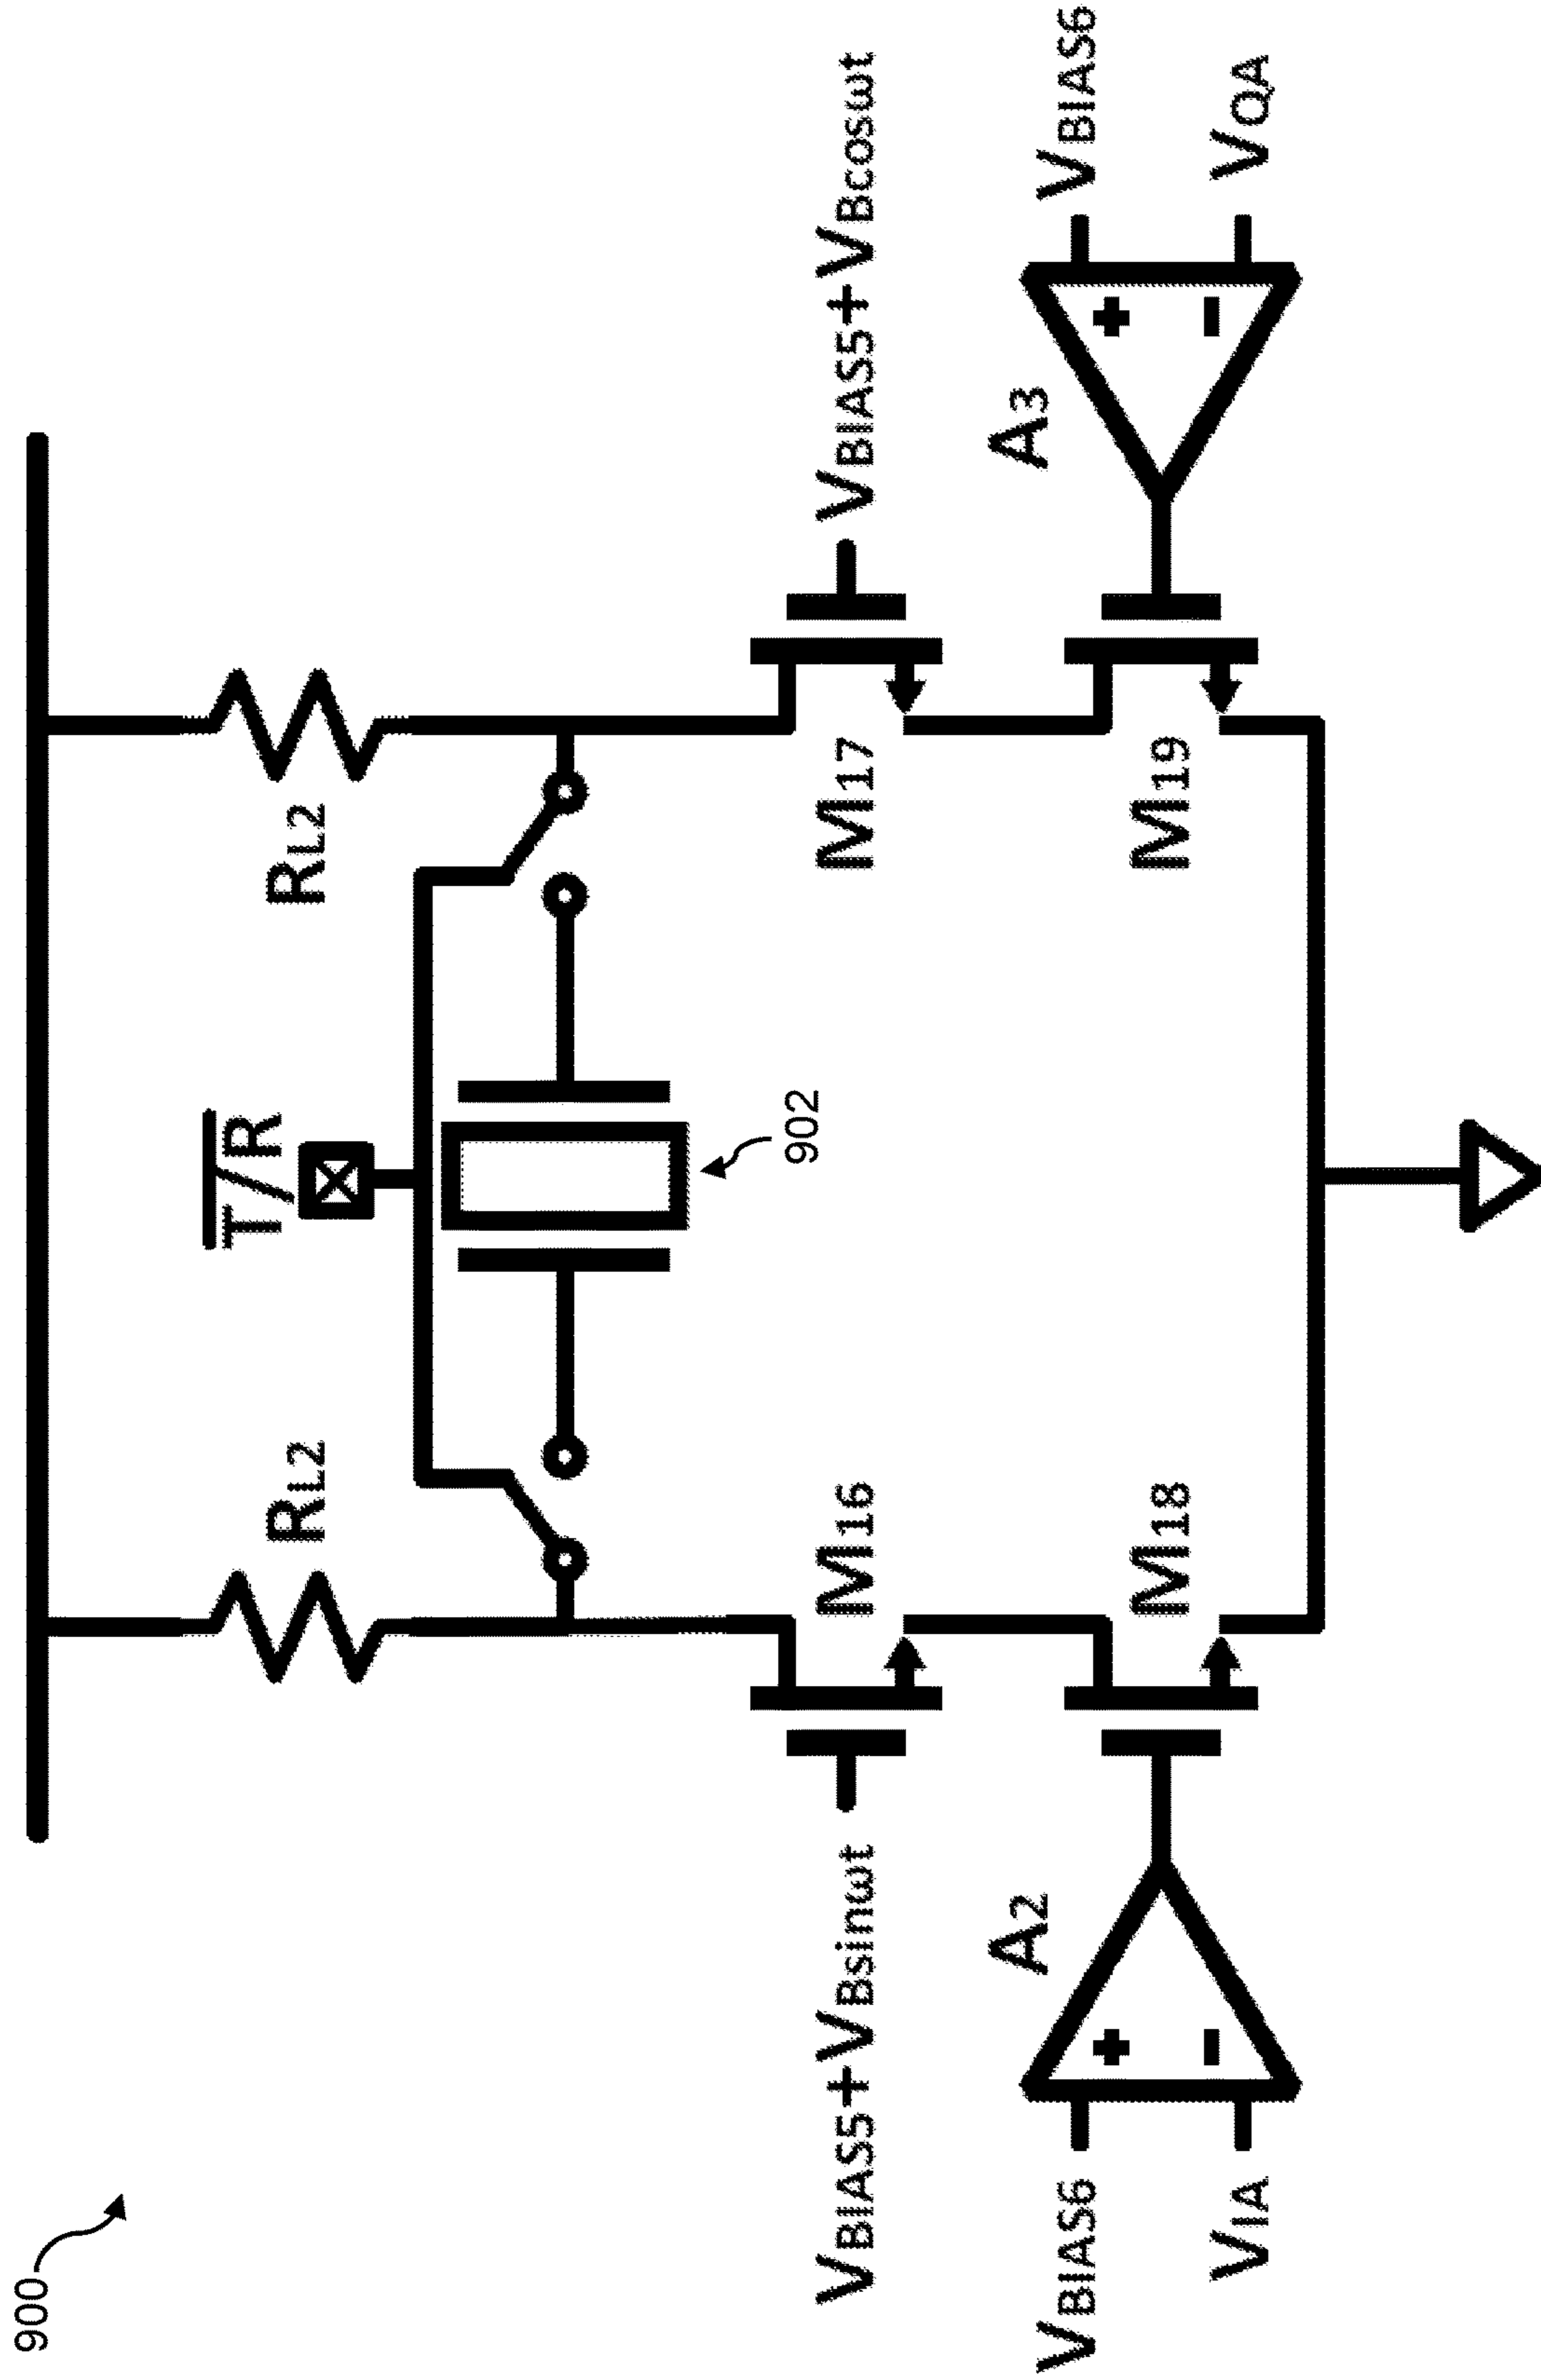 900
T/R
RL2
RL2
902
VBIAS5+VBsinωt
M16
M17
VBIAS5+VBcosωt
A2
A3
VBIAS6
+
M18
M19
+
VBIAS6
VIA
-
-
VQA